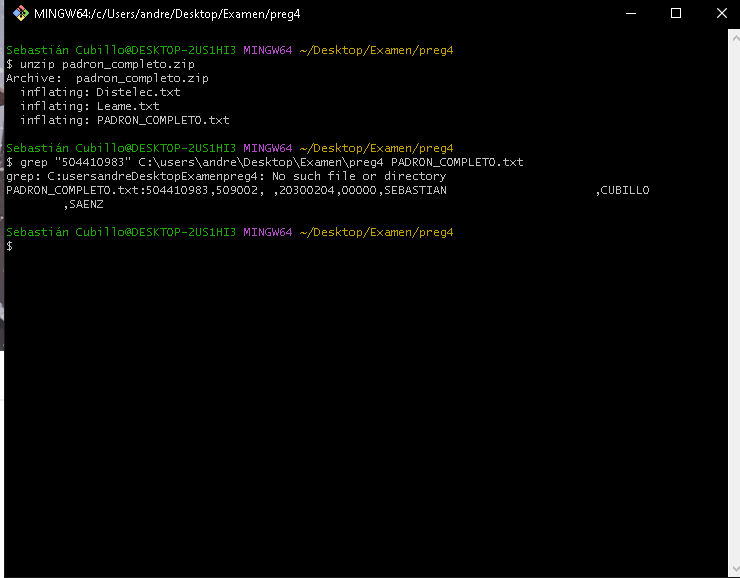 MINGW64:/c/Users/andre/Desktop/Examen/preg4
Sebastián Cubillo@DESKTOP-2US1HI3 MINGW64 ~/Desktop/Examen/preg4
$ unzip padron_completo.zip
Archive:  padron_completo.zip
  inflating: Distelec.txt
  inflating: Leame.txt
  inflating: PADRON_COMPLETO.txt
Sebastián Cubillo@DESKTOP-2US1HI3 MINGW64 ~/Desktop/Examen/preg4
$ grep "504410983" C:\users\andre\Desktop\Examen\preg4 PADRON_COMPLETO.txt
grep: C:usersandreDesktopExamenpreg4: No such file or directory
PADRON_COMPLETO.txt:504410983,509002, ,20300204,00000,SEBASTIAN                     ,CUBILLO
        ,SAENZ
Sebastián Cubillo@DESKTOP-2US1HI3 MINGW64 ~/Desktop/Examen/preg4
$